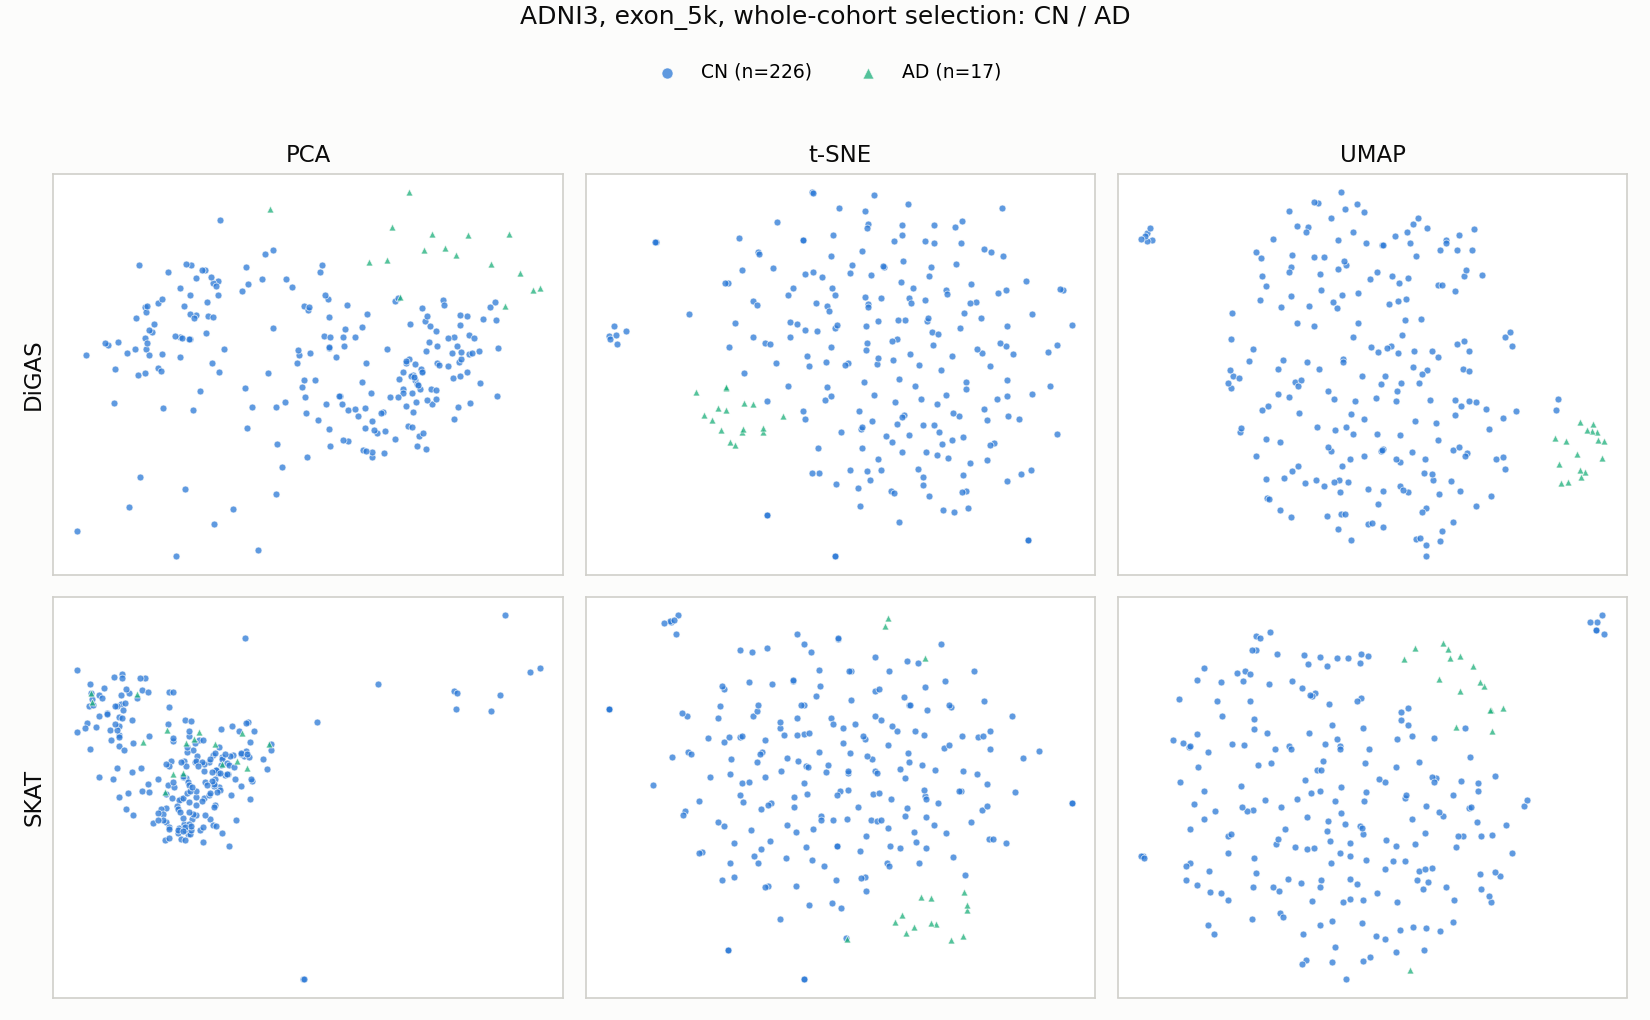 ADNI3, exon_5k, whole-cohort selection: CN / AD
CN (n=226) AD (n=17)
PCA t-SNE UMAP
DiGAS
SKAT